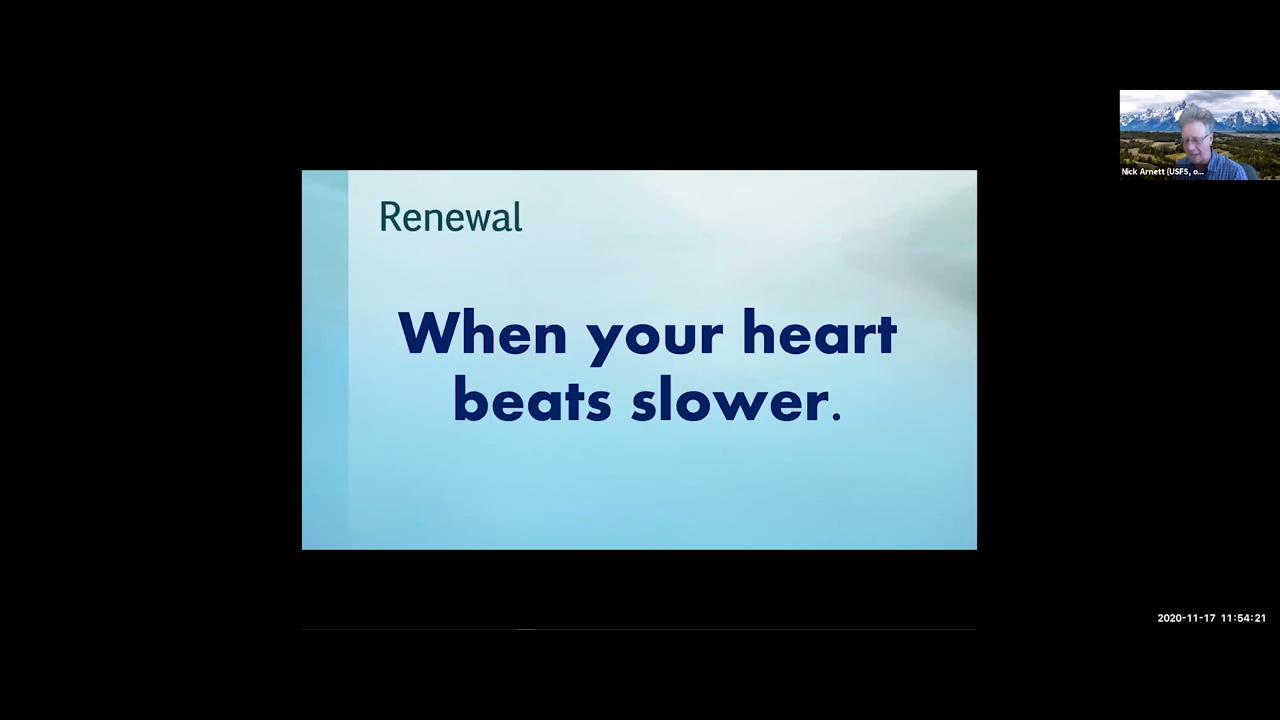 Renewal
When your heart
beats slower.
Nick Arnett (USFS, o...
2020-11-17 11:54:21